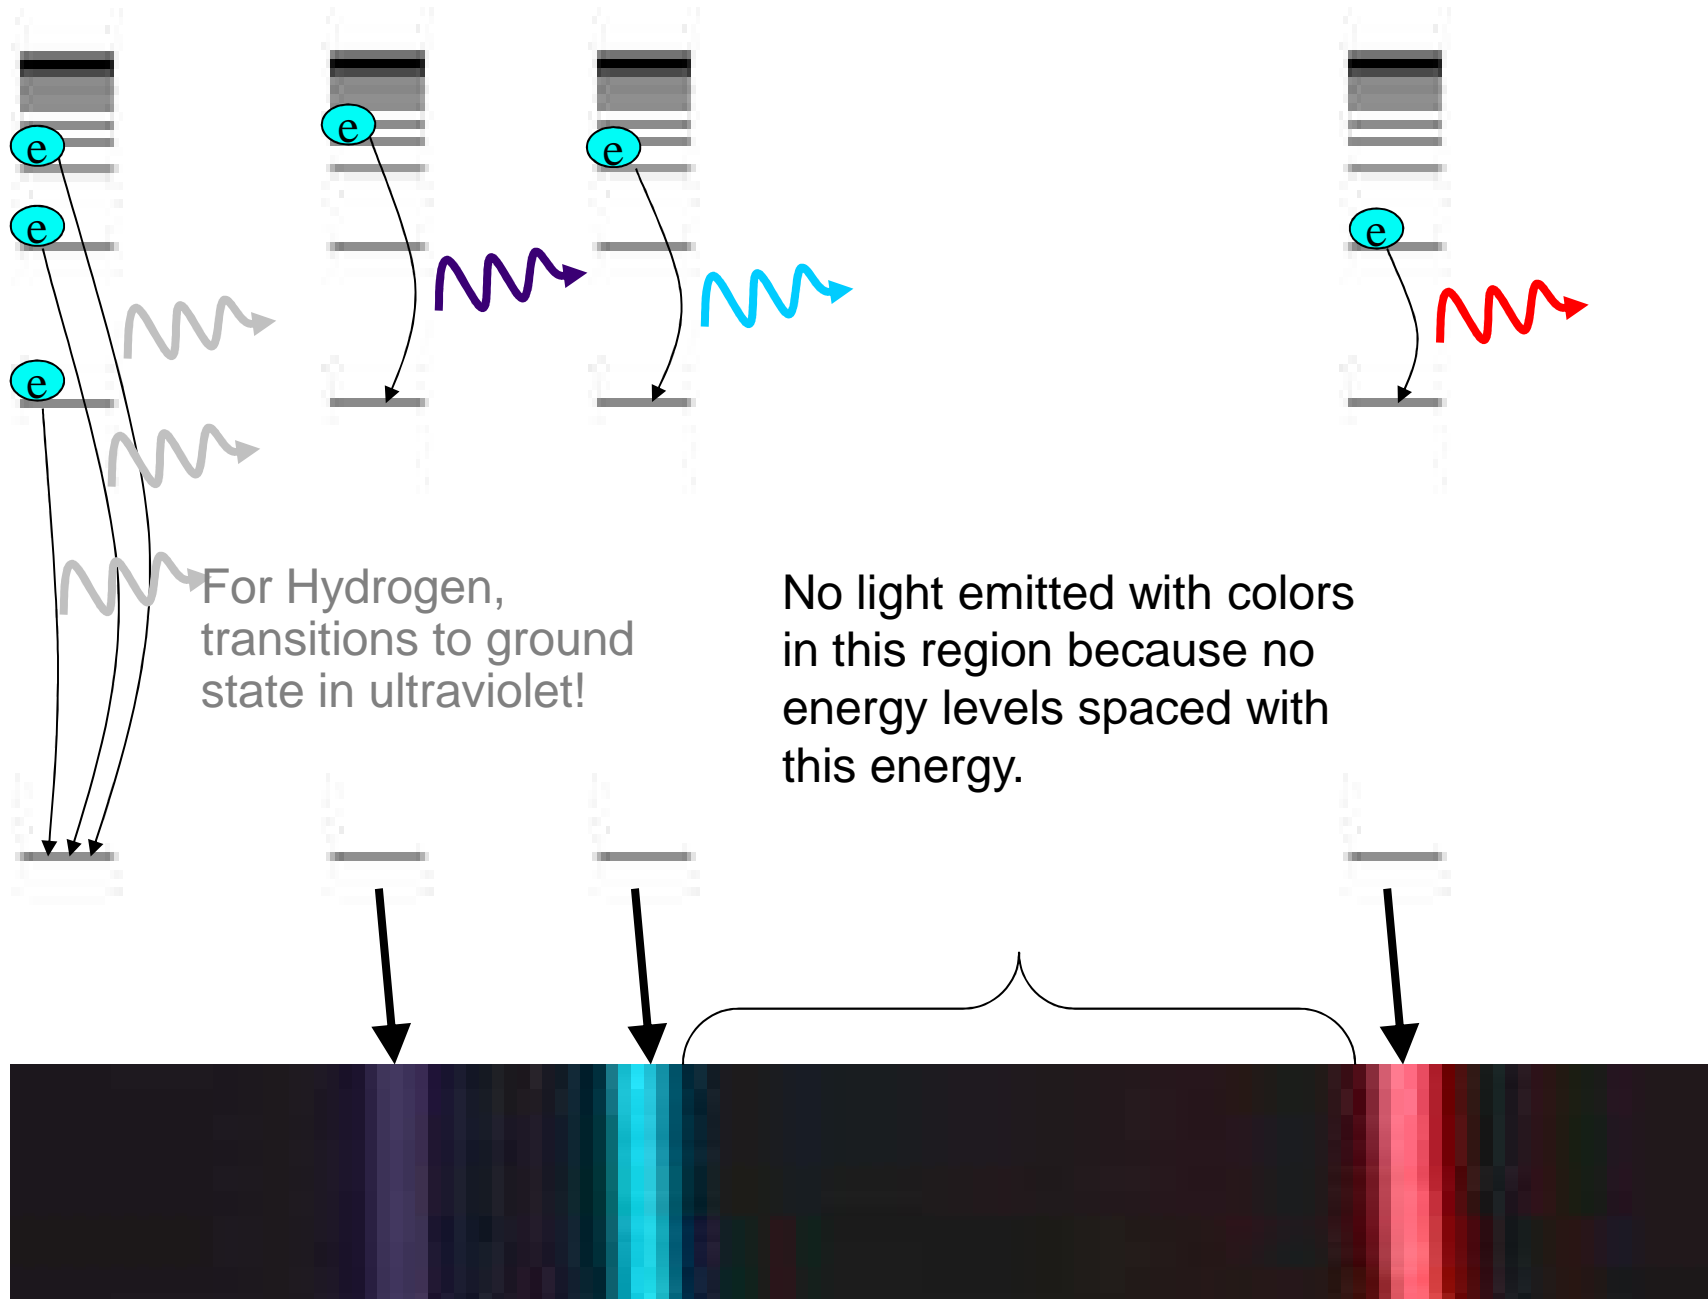 e
e
e
e
e
e
For Hydrogen,
transitions to ground
state in ultraviolet!
No light emitted with colors
in this region because no
energy levels spaced with
this energy.